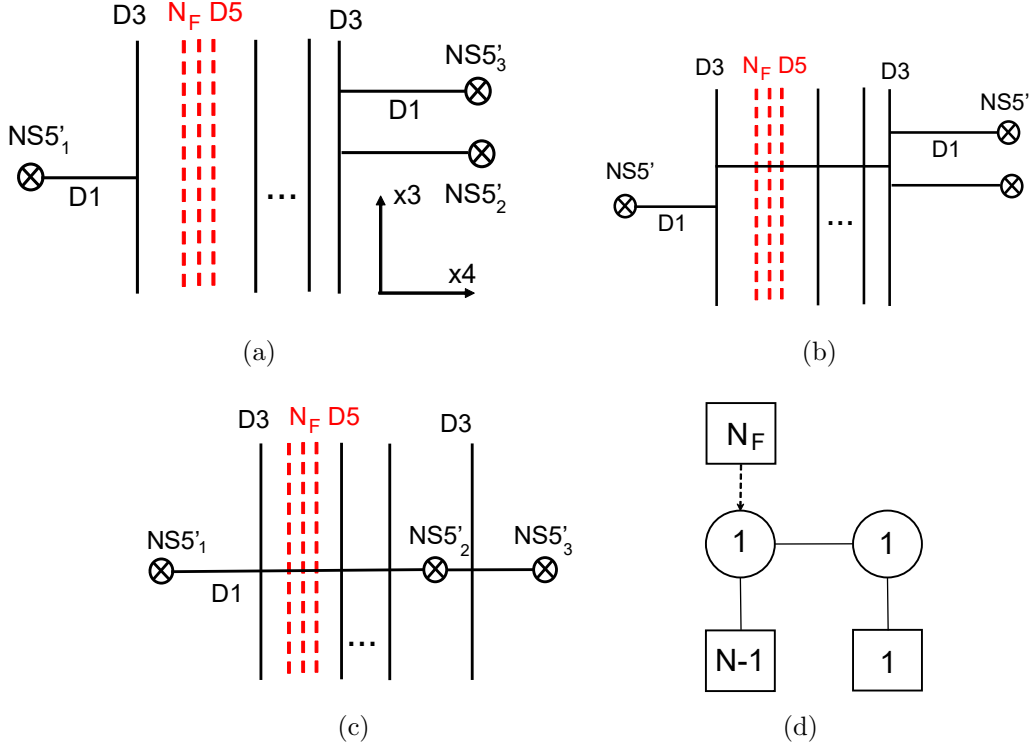 D3
N_F D5
D3
NS5'_3
D1
NS5'_1
D1
...
NS5'_2
x3
x4
(a)
D3
N_F D5
D3
NS5'
D1
NS5'
D1
...
(b)
D3
N_F D5
D3
NS5'_1
NS5'_2
NS5'_3
D1
...
(c)
N_F
1
1
N-1
1
(d)